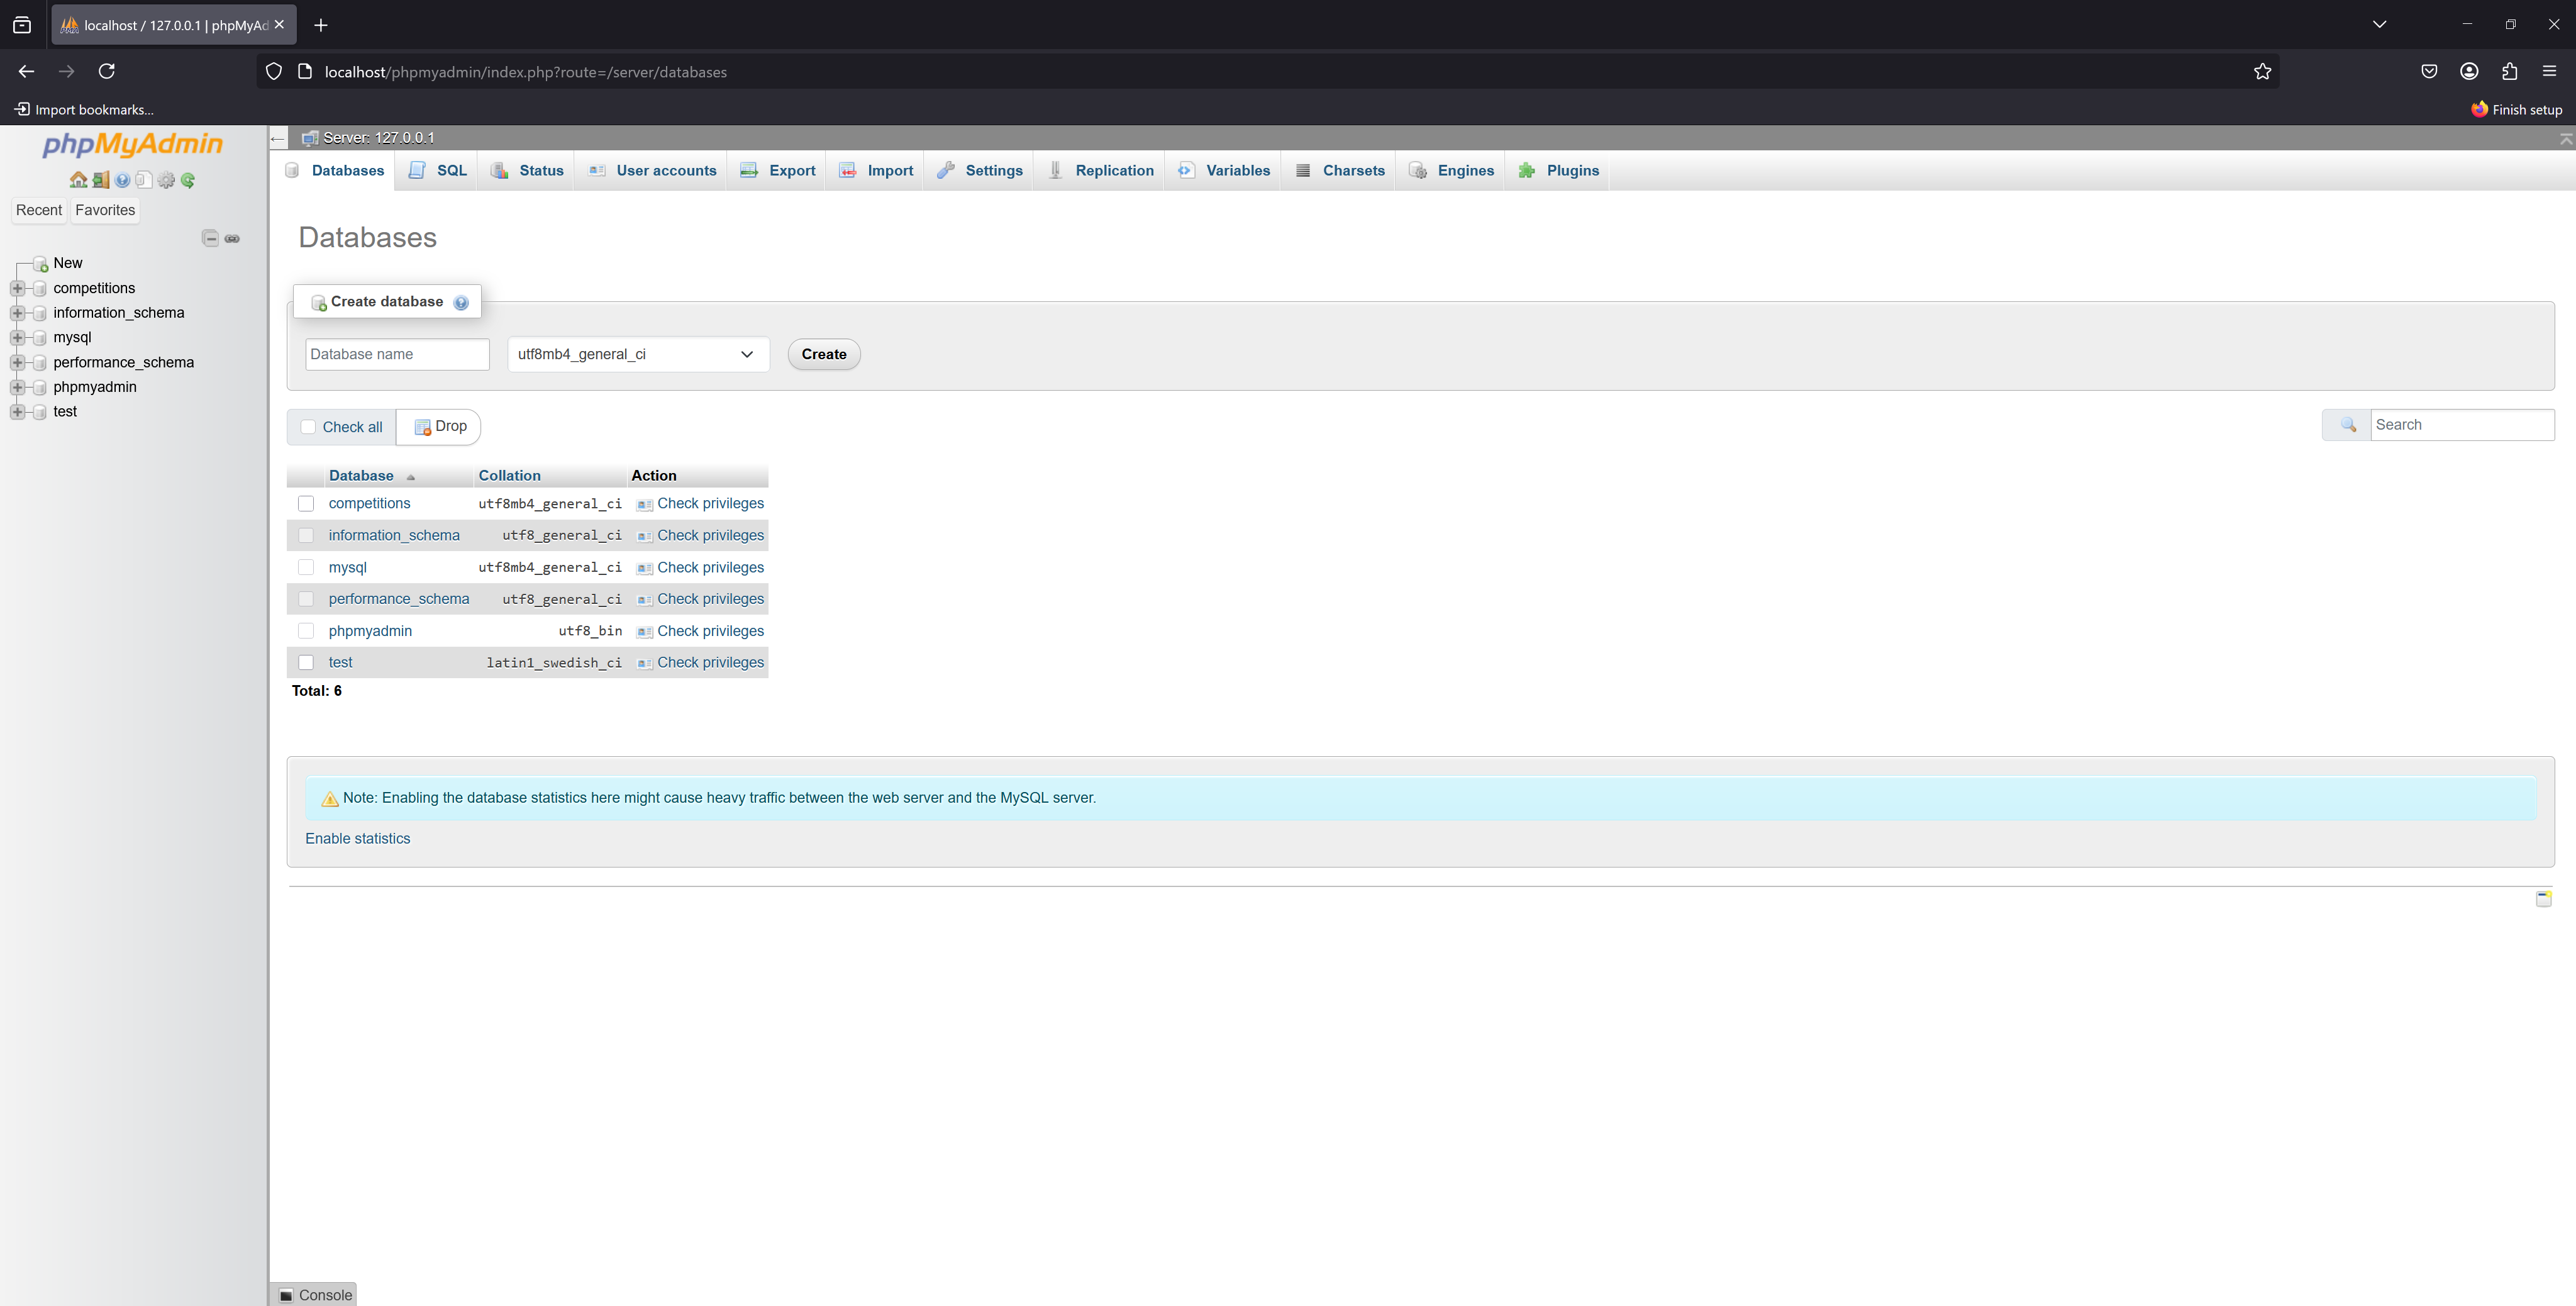 localhost / 127.0.0.1 | phpMyAd
localhost/phpmyadmin/index.php?route=/server/databases
Import bookmarks...
Finish setup
phpMyAdmin
Recent
Favorites
New
competitions
information_schema
mysql
performance_schema
phpmyadmin
test
Server: 127.0.0.1
Databases
SQL
Status
User accounts
Export
Import
Settings
Replication
Variables
Charsets
Engines
Plugins
Databases
Create database
Database name
utf8mb4_general_ci
Create
Check all
Drop
Search
Database Collation Action
competitions utf8mb4_general_ci Check privileges
information_schema utf8_general_ci Check privileges
mysql utf8mb4_general_ci Check privileges
performance_schema utf8_general_ci Check privileges
phpmyadmin utf8_bin Check privileges
test latin1_swedish_ci Check privileges
Total: 6
Note: Enabling the database statistics here might cause heavy traffic between the web server and the MySQL server.
Enable statistics
Console